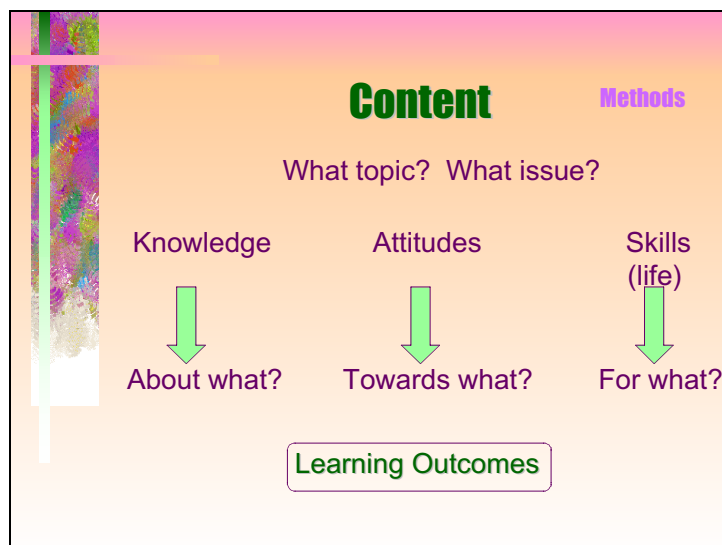 Content
Methods
What topic?  What issue?
Knowledge
Attitudes
Skills
(life)
About what?
Towards what?
For what?
Learning Outcomes